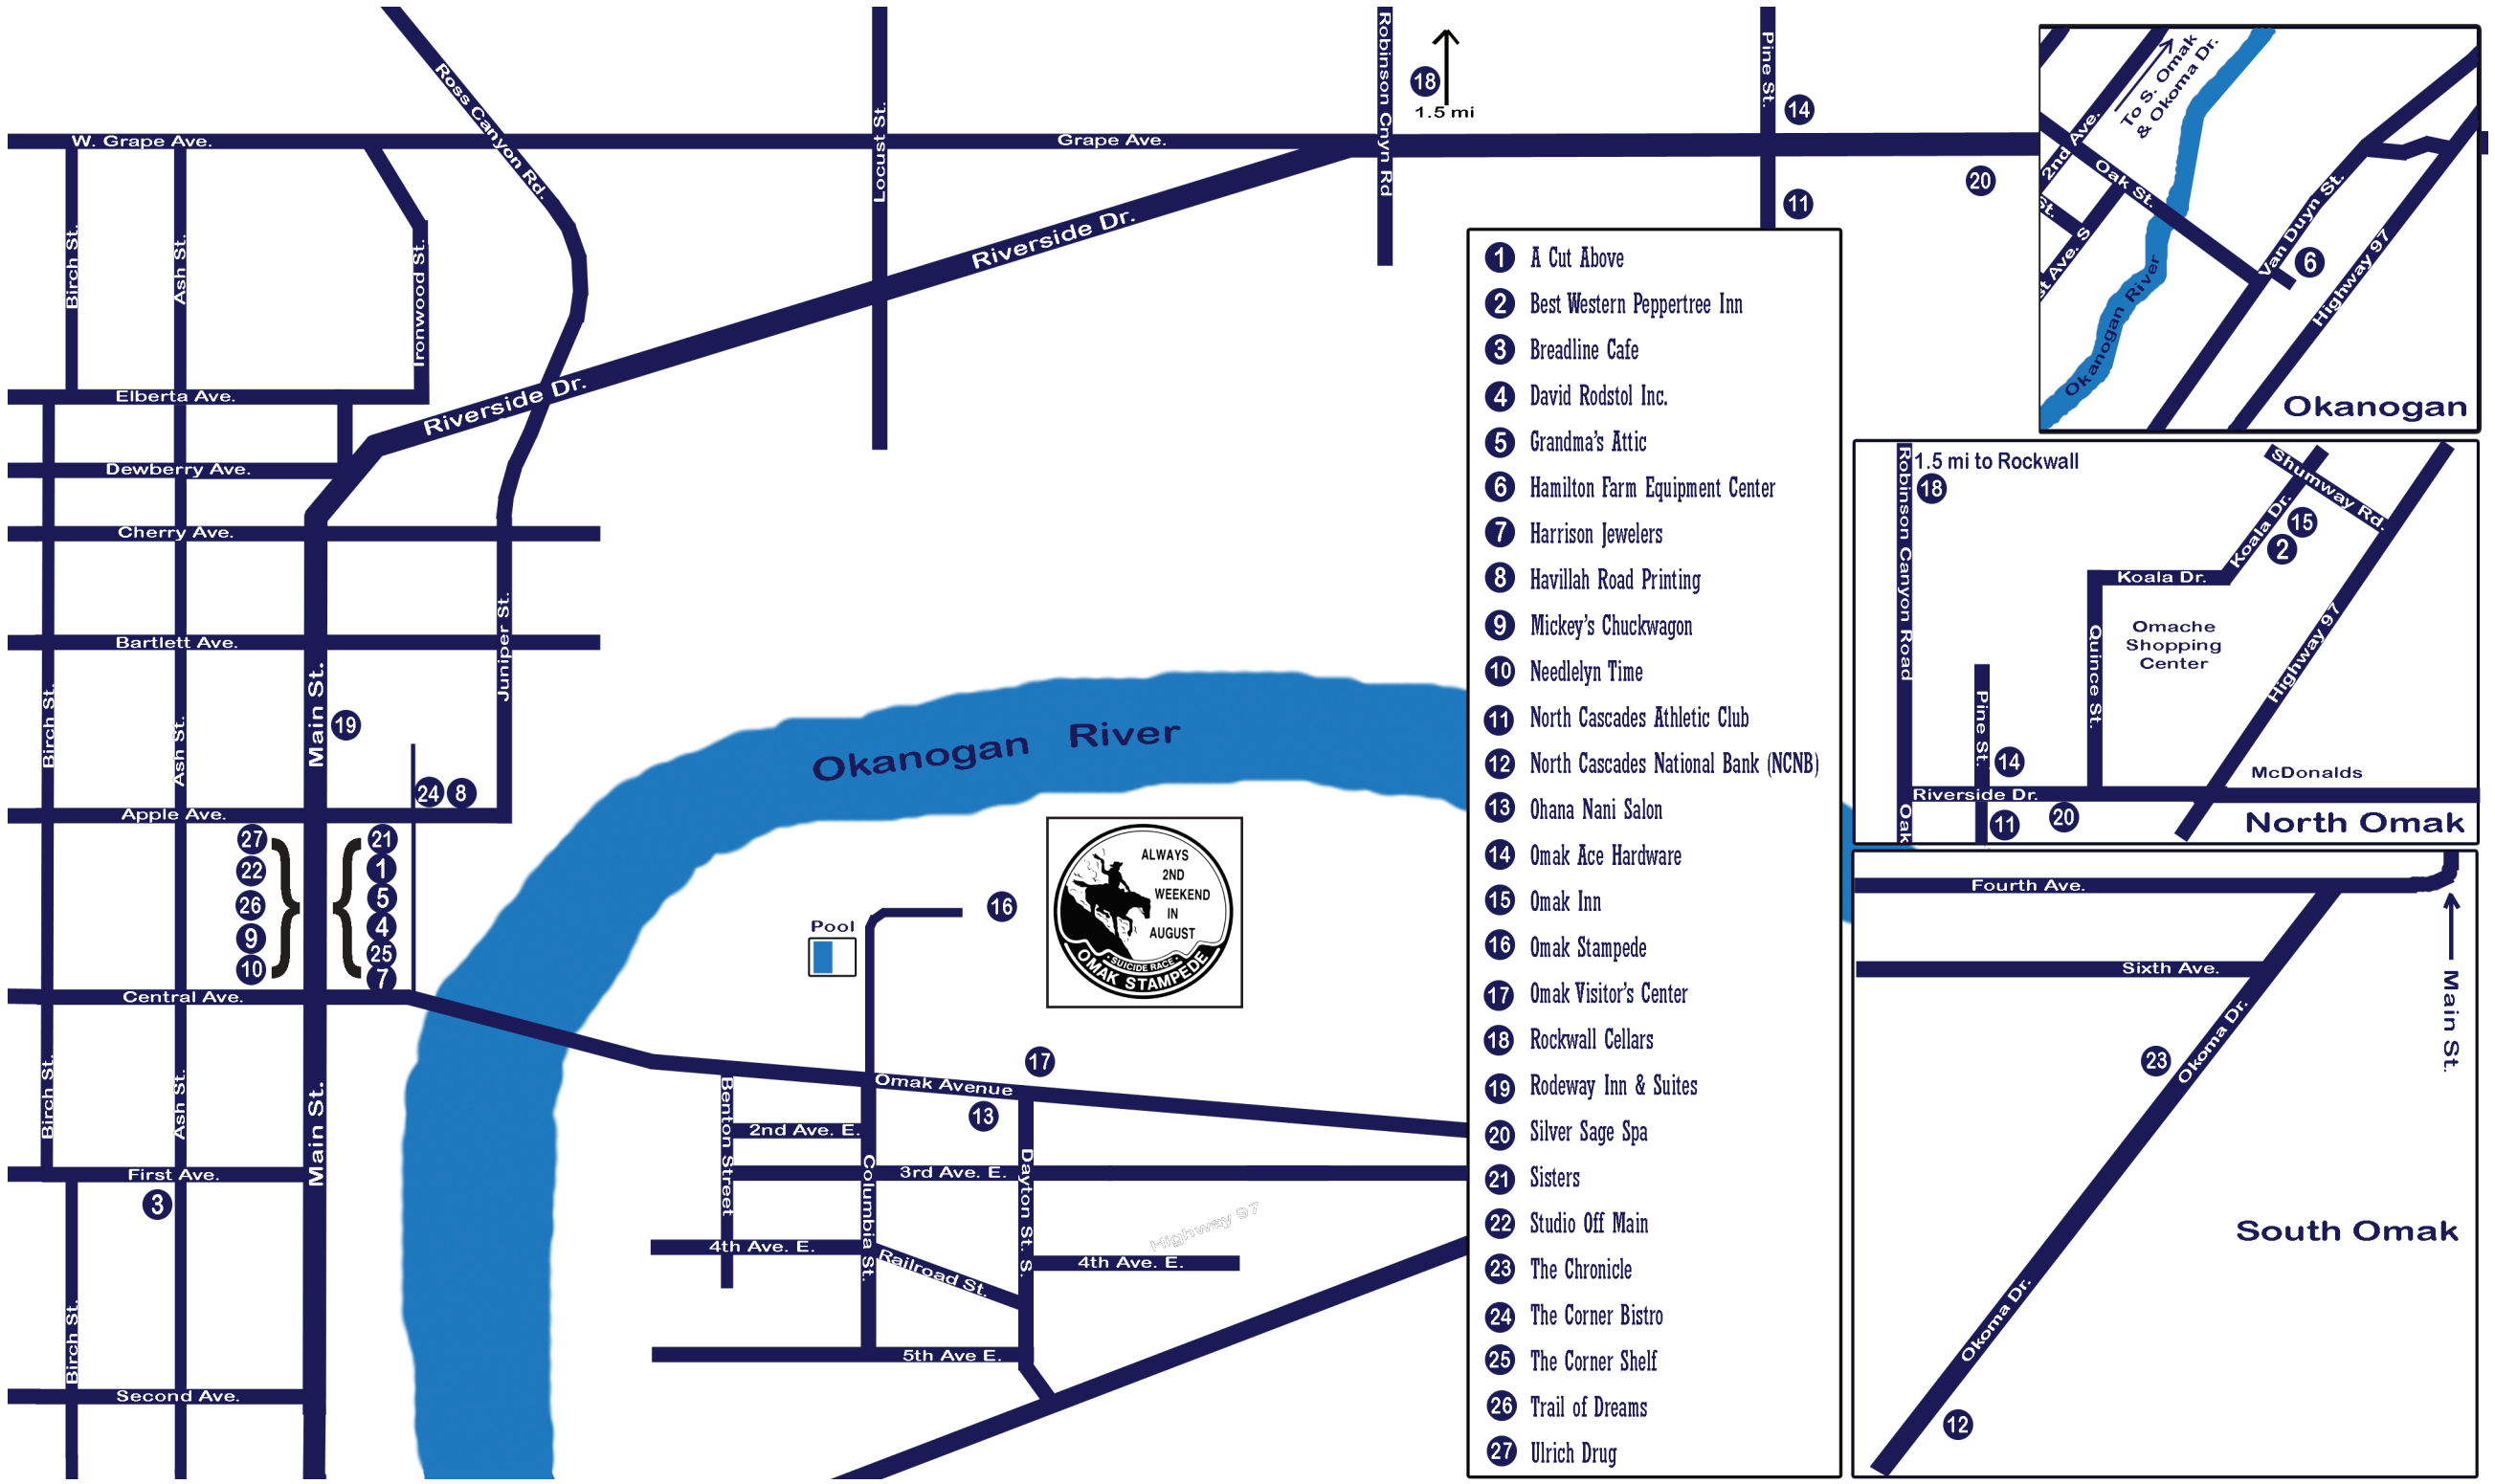 Ross Canyon Rd.
Locust St.
Robinson Cnyn Rd
18
1.5 mi
Pine St.
14
W. Grape Ave.
Grape Ave.
11
20
Birch St.
Ash St.
Ironwood St.
Riverside Dr.
Elberta Ave.
Riverside Dr.
Dewberry Ave.
Cherry Ave.
Bartlett Ave.
Juniper St.
Birch St.
Ash St.
Main St.
19
24
8
Apple Ave.
27
22
26
9
10
21
1
5
4
25
7
Central Ave.
Okanogan River
Pool
16
ALWAYS
2ND
WEEKEND
IN
AUGUST
SUICIDE RACE
OMAK STAMPEDE
17
Omak Avenue
13
Birch St.
Ash St.
Main St.
First Ave.
3
Birch St.
Second Ave.
Benton Street
2nd Ave. E.
Columbia St.
3rd Ave. E.
Dayton St. S.
4th Ave. E.
Railroad St.
4th Ave. E.
Highway 97
5th Ave E.
1 A Cut Above
2 Best Western Peppertree Inn
3 Breadline Cafe
4 David Rodstol Inc.
5 Grandma's Attic
6 Hamilton Farm Equipment Center
7 Harrison Jewelers
8 Havillah Road Printing
9 Mickey's Chuckwagon
10 Needlelyn Time
11 North Cascades Athletic Club
12 North Cascades National Bank (NCNB)
13 Ohana Nani Salon
14 Omak Ace Hardware
15 Omak Inn
16 Omak Stampede
17 Omak Visitor's Center
18 Rockwall Cellars
19 Rodeway Inn & Suites
20 Silver Sage Spa
21 Sisters
22 Studio Off Main
23 The Chronicle
24 The Corner Bistro
25 The Corner Shelf
26 Trail of Dreams
27 Ulrich Drug
To S. Omak
& Okoma Dr.
2nd Ave.
Oak St.
St.
st Ave. S
Okanogan River
Van Duyn St.
6
Highway 97
Okanogan
Robinson Canyon Road
1.5 mi to Rockwall
18
Shumway Rd.
Koala Dr.
15
2
Koala Dr.
Omache
Shopping
Center
Quince St.
Highway 97
Pine St.
14
McDonalds
Riverside Dr.
Oak
11
20
North Omak
Fourth Ave.
Sixth Ave.
Main St.
Okoma Dr.
23
South Omak
Okoma Dr.
12